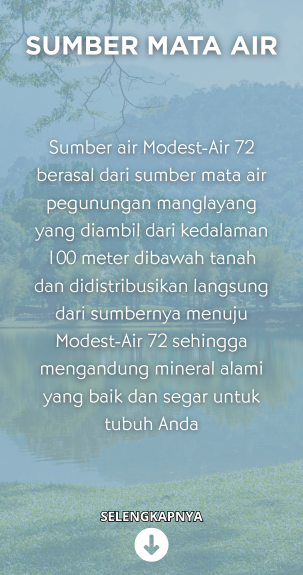 SUMBER MATA AIR
Sumber air Modest-Air 72
berasal dari sumber mata air
pegunungan manglayang
yang diambil dari kedalaman
100 meter dibawah tanah
dan didistribusikan langsung
dari sumbernya menuju
Modest-Air 72 sehingga
mengandung mineral alami
yang baik dan segar untuk
tubuh Anda
SELENGKAPNYA